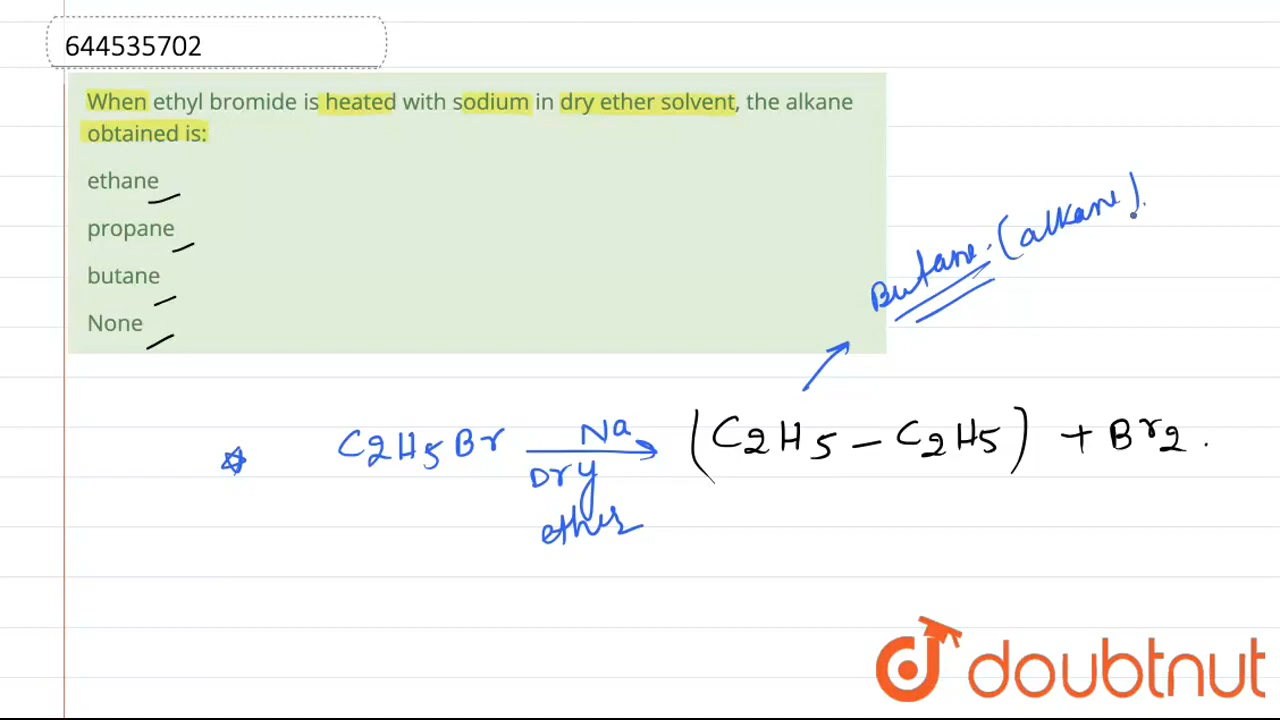 644535702
When ethyl bromide is heated with sodium in dry ether solvent, the alkane
obtained is:
ethane
propane
butane
None
Butane. (alkane).
C2H5Br Na (C2H5-C2H5) + Br2.
Dry
ether
doubtnut